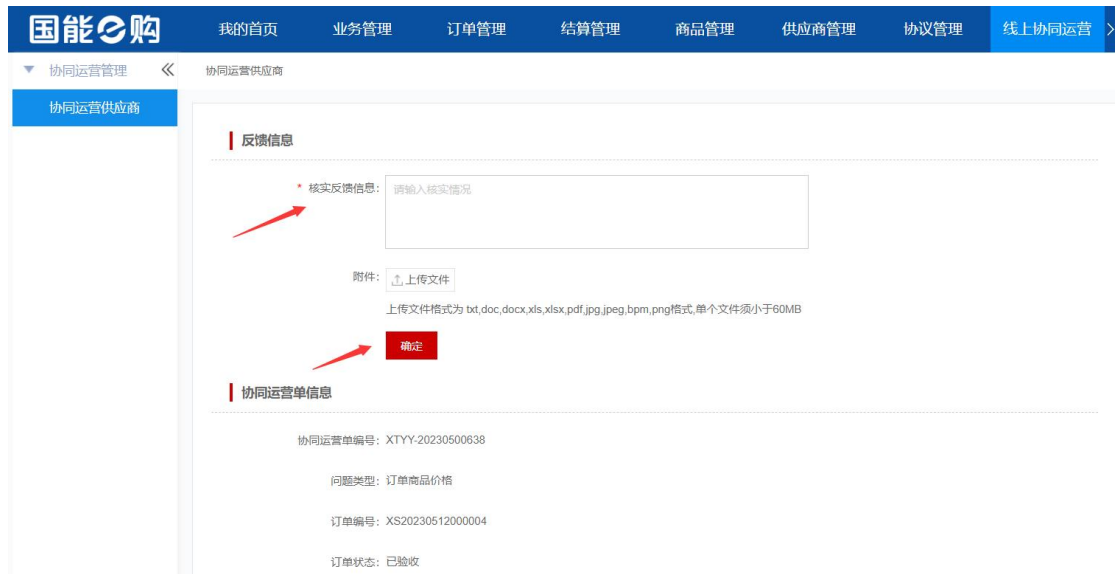 国能e购 我的首页 业务管理 订单管理 结算管理 商品管理 供应商管理 协议管理 线上协同运营
协同运营管理 协同运营供应商
协同运营供应商
反馈信息
* 核实反馈信息: 请输入核实情况
附件: 上传文件
上传文件格式为 txt,doc,docx,xls,xlsx,pdf,jpg,jpeg,bpm,png格式,单个文件须小于60MB
确定
协同运营单信息
协同运营单编号: XTYY-20230500638
问题类型: 订单商品价格
订单编号: XS20230512000004
订单状态: 已验收